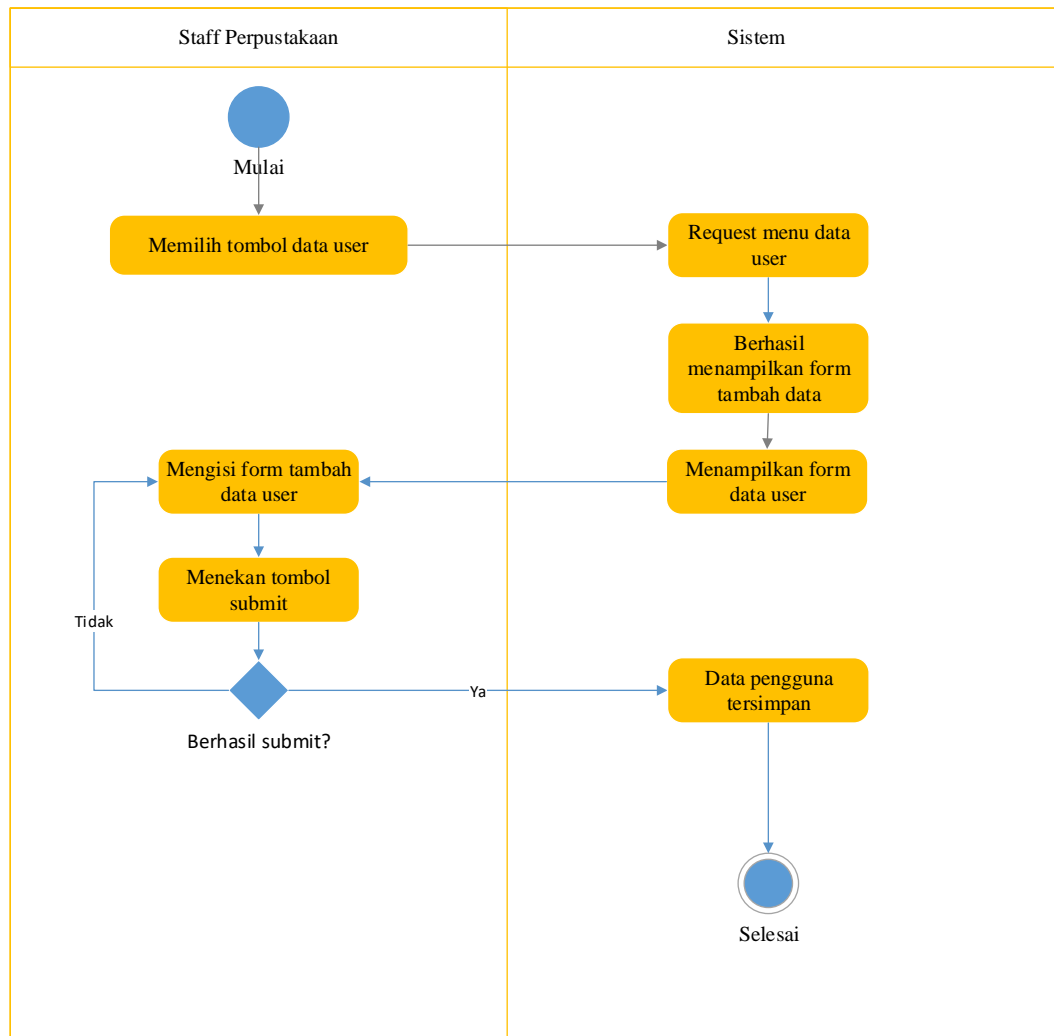 Staff Perpustakaan
Sistem
Mulai
Memilih tombol data user
Request menu data
user
Berhasil
menampilkan form
tambah data
Mengisi form tambah
data user
Menampilkan form
data user
Menekan tombol
submit
Tidak
Ya
Data pengguna
tersimpan
Berhasil submit?
Selesai